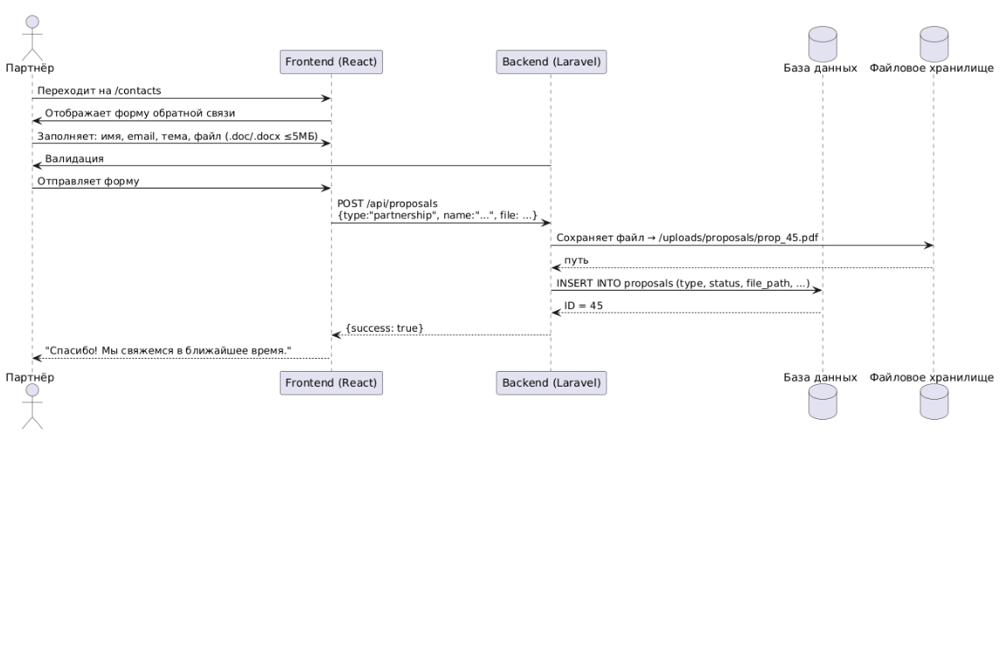 Партнёр
Frontend (React)
Backend (Laravel)
База данных
Файловое хранилище
Переходит на /contacts
Отображает форму обратной связи
Заполняет: имя, email, тема, файл (.doc/.docx ≤5МБ)
Валидация
Отправляет форму
POST /api/proposals
{type:"partnership", name:"...", file: ...}
Сохраняет файл → /uploads/proposals/prop_45.pdf
путь
INSERT INTO proposals (type, status, file_path, ...)
ID = 45
{success: true}
"Спасибо! Мы свяжемся в ближайшее время."
Партнёр
Frontend (React)
Backend (Laravel)
База данных
Файловое хранилище